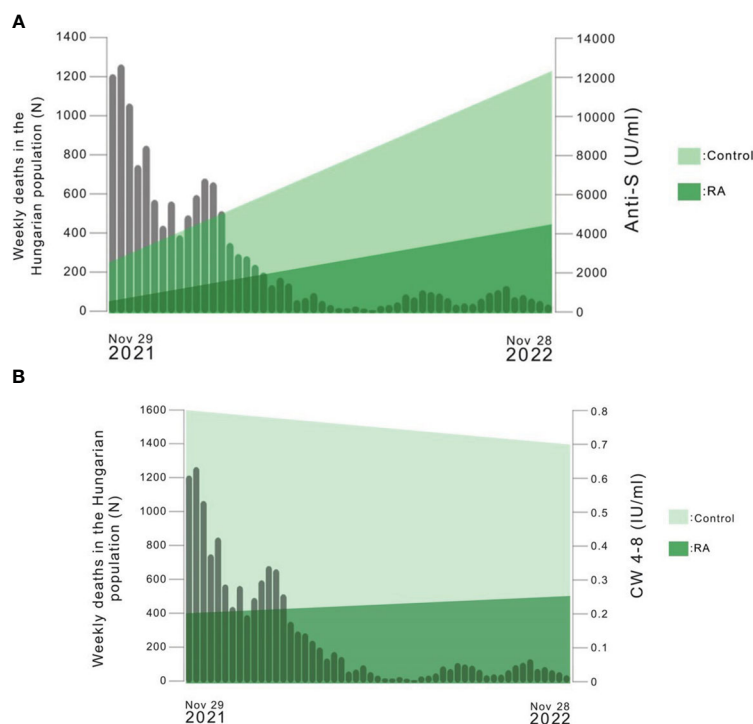 A
1400
1200
1000
800
600
400
200
0
Weekly deaths in the
Hungarian population (N)
14000
12000
10000
8000
6000
4000
2000
0
Anti-S (U/ml)
:Control
:RA
Nov 29
2021
Nov 28
2022
B
1600
1400
1200
1000
800
600
400
200
0
Weekly deaths in the Hungarian
population (N)
0.8
0.7
0.6
0.5
0.4
0.3
0.2
0.1
0
CW 4-8 (IU/ml)
:Control
:RA
Nov 29
2021
Nov 28
2022